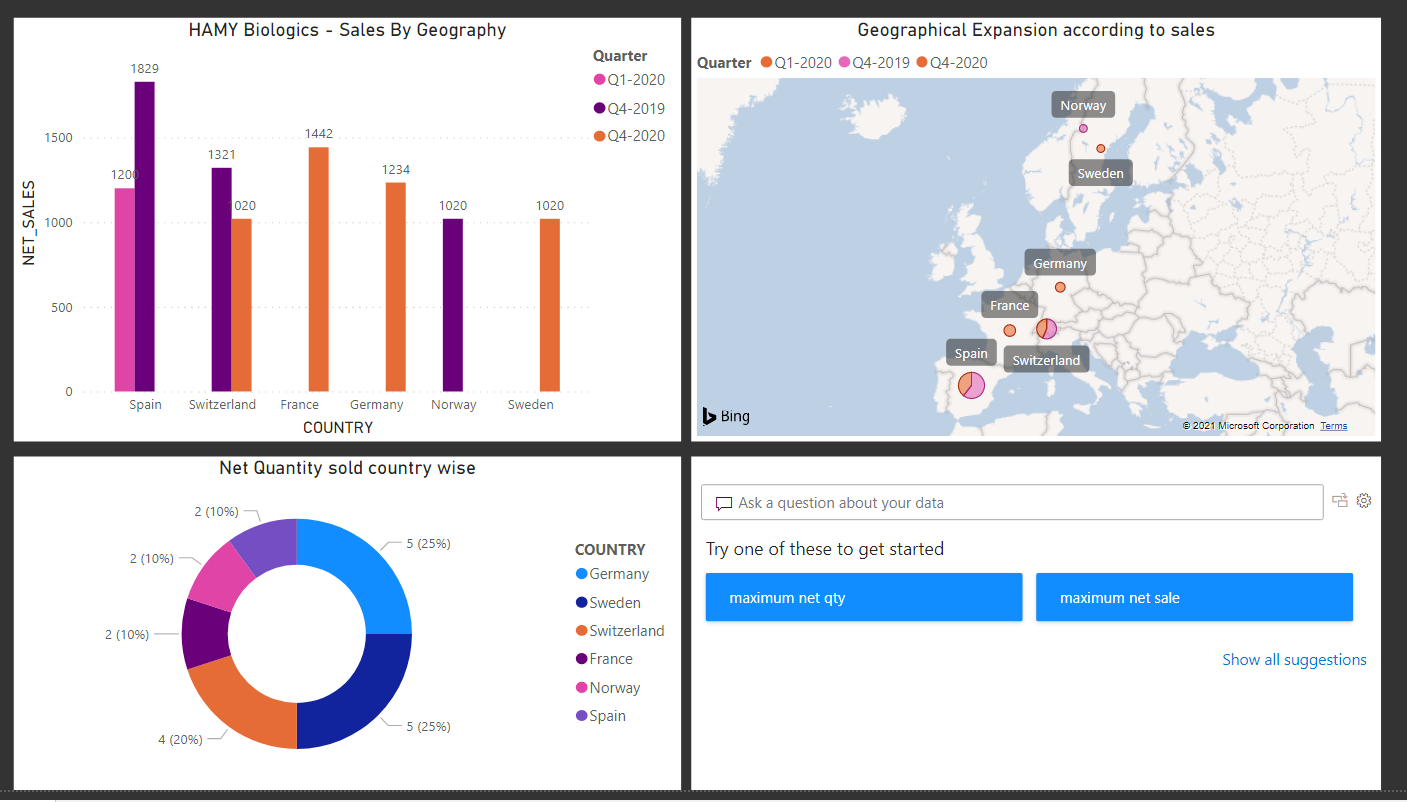 HAMY Biologics - Sales By Geography
Quarter
Q1-2020
Q4-2019
Q4-2020
NET_SALES
1500
1000
500
0
1200
1829
1321
1020
1442
1234
1020
1020
Spain
Switzerland
France
Germany
Norway
Sweden
COUNTRY
Geographical Expansion according to sales
Quarter Q1-2020 Q4-2019 Q4-2020
Norway
Sweden
Germany
France
Spain
Switzerland
Bing
© 2021 Microsoft Corporation Terms
Net Quantity sold country wise
2 (10%)
5 (25%)
2 (10%)
2 (10%)
4 (20%)
5 (25%)
COUNTRY
Germany
Sweden
Switzerland
France
Norway
Spain
Ask a question about your data
Try one of these to get started
maximum net qty
maximum net sale
Show all suggestions